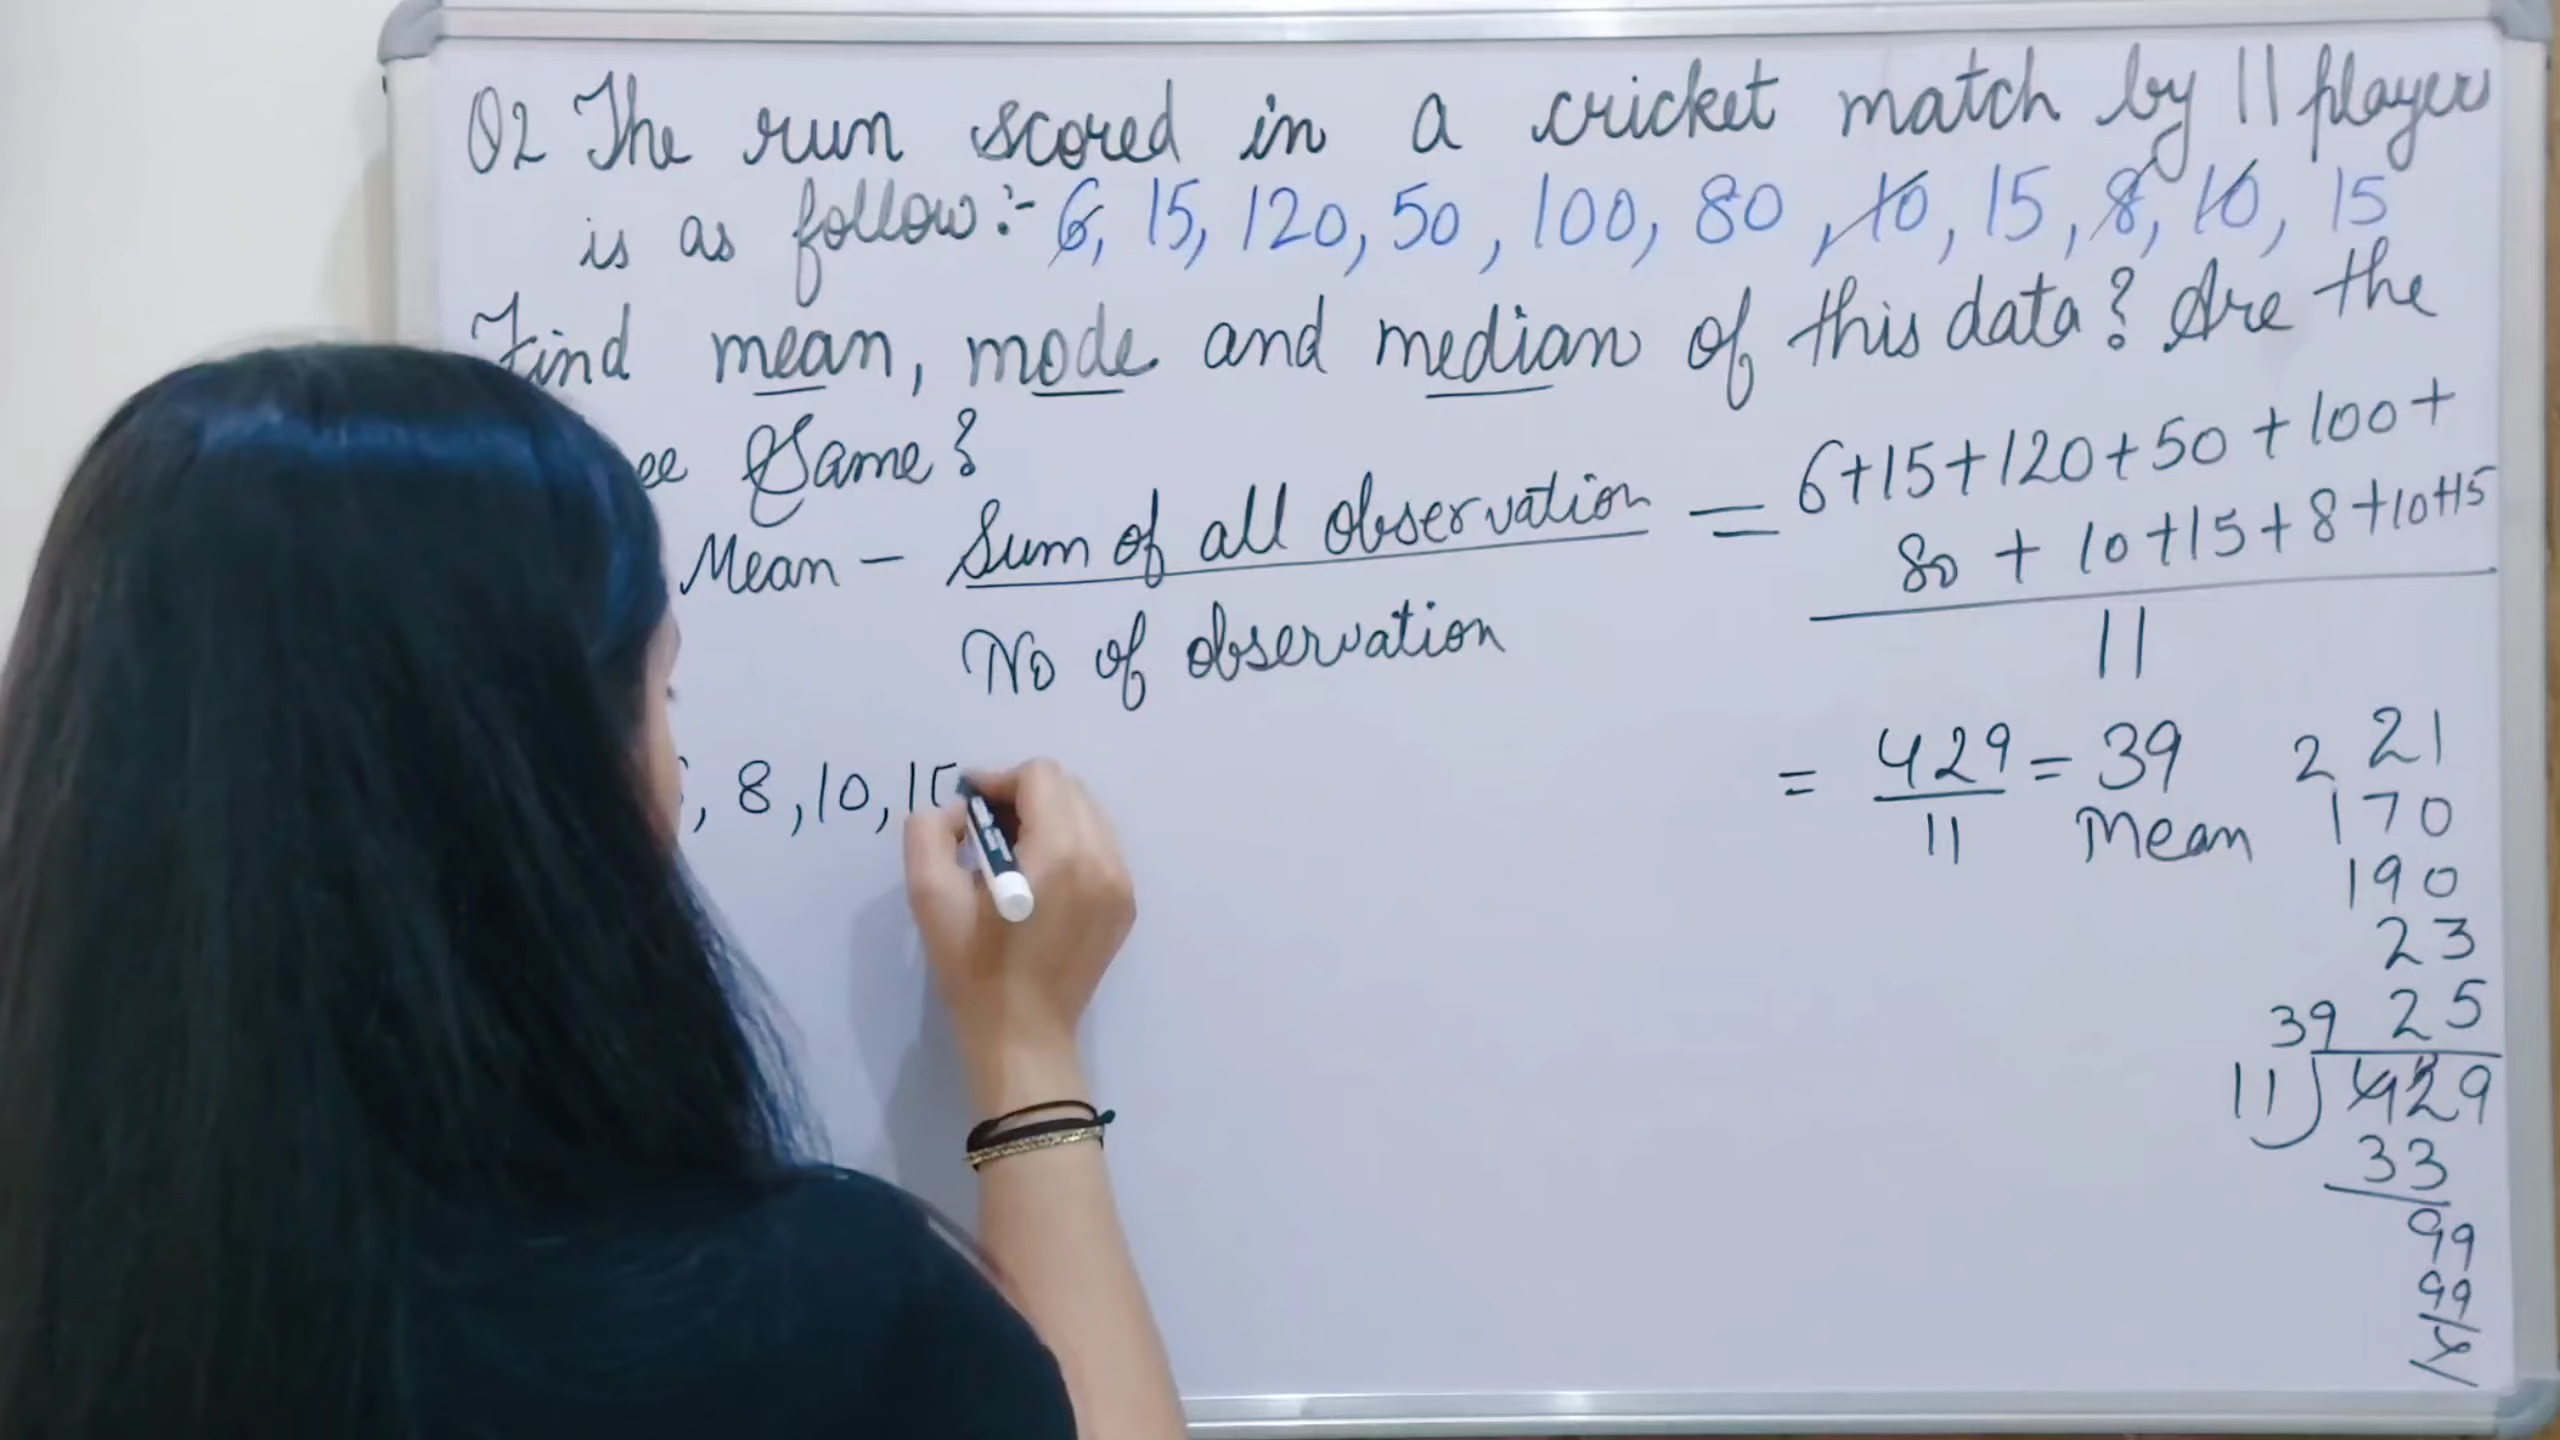 Q2 The run scored in a cricket match by 11 players
is as follow:- 6, 15, 120, 50, 100, 80, 10, 15, 8, 10, 15
Find mean, mode and median of this data? Are the
Same?
Mean - Sum of all observation = 6+15+120+50+100+
80+10+15+8+10+15
No of observation
11
= 429 = 39
11
Mean
, 8, 10,
2 21
170
190
23
39 25
11) 429
33
99
99